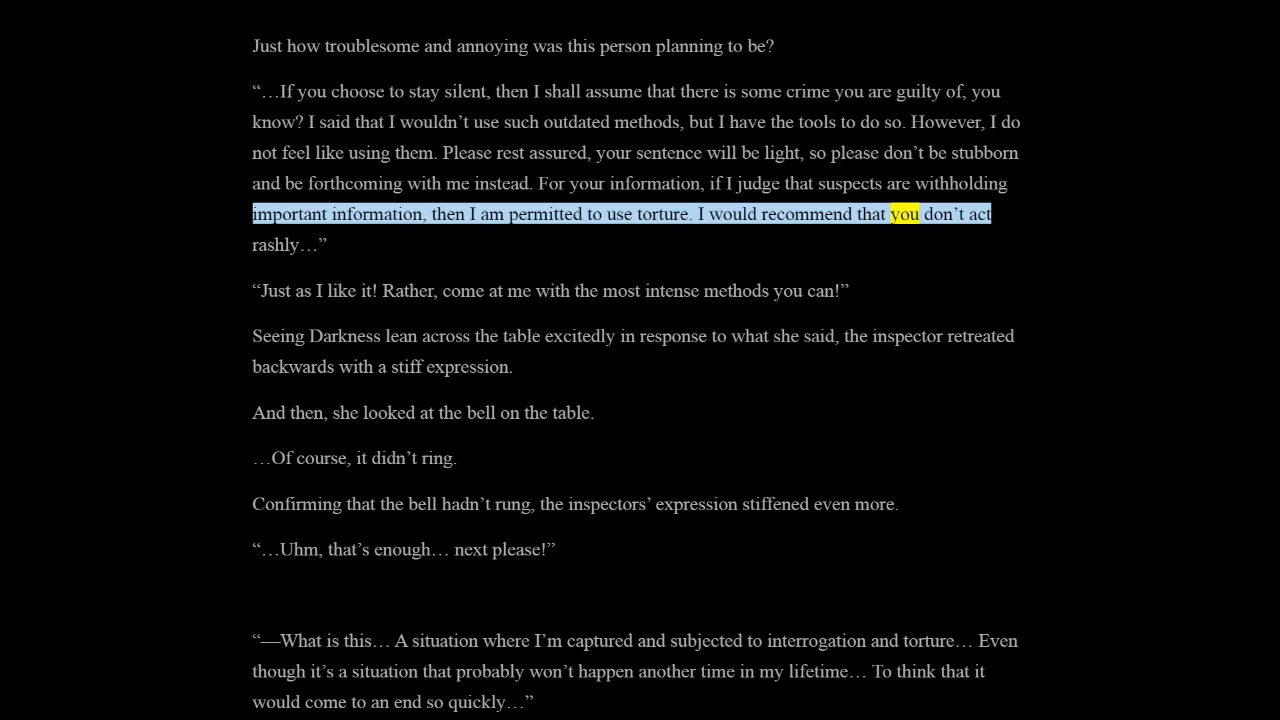 Just how troublesome and annoying was this person planning to be?
“…If you choose to stay silent, then I shall assume that there is some crime you are guilty of, you
know? I said that I wouldn’t use such outdated methods, but I have the tools to do so. However, I do
not feel like using them. Please rest assured, your sentence will be light, so please don’t be stubborn
and be forthcoming with me instead. For your information, if I judge that suspects are withholding
important information, then I am permitted to use torture. I would recommend that you don’t act
rashly…”
“Just as I like it! Rather, come at me with the most intense methods you can!”
Seeing Darkness lean across the table excitedly in response to what she said, the inspector retreated
backwards with a stiff expression.
And then, she looked at the bell on the table.
…Of course, it didn’t ring.
Confirming that the bell hadn’t rung, the inspectors’ expression stiffened even more.
“…Uhm, that’s enough… next please!”
“—What is this… A situation where I’m captured and subjected to interrogation and torture… Even
though it’s a situation that probably won’t happen another time in my lifetime… To think that it
would come to an end so quickly…”